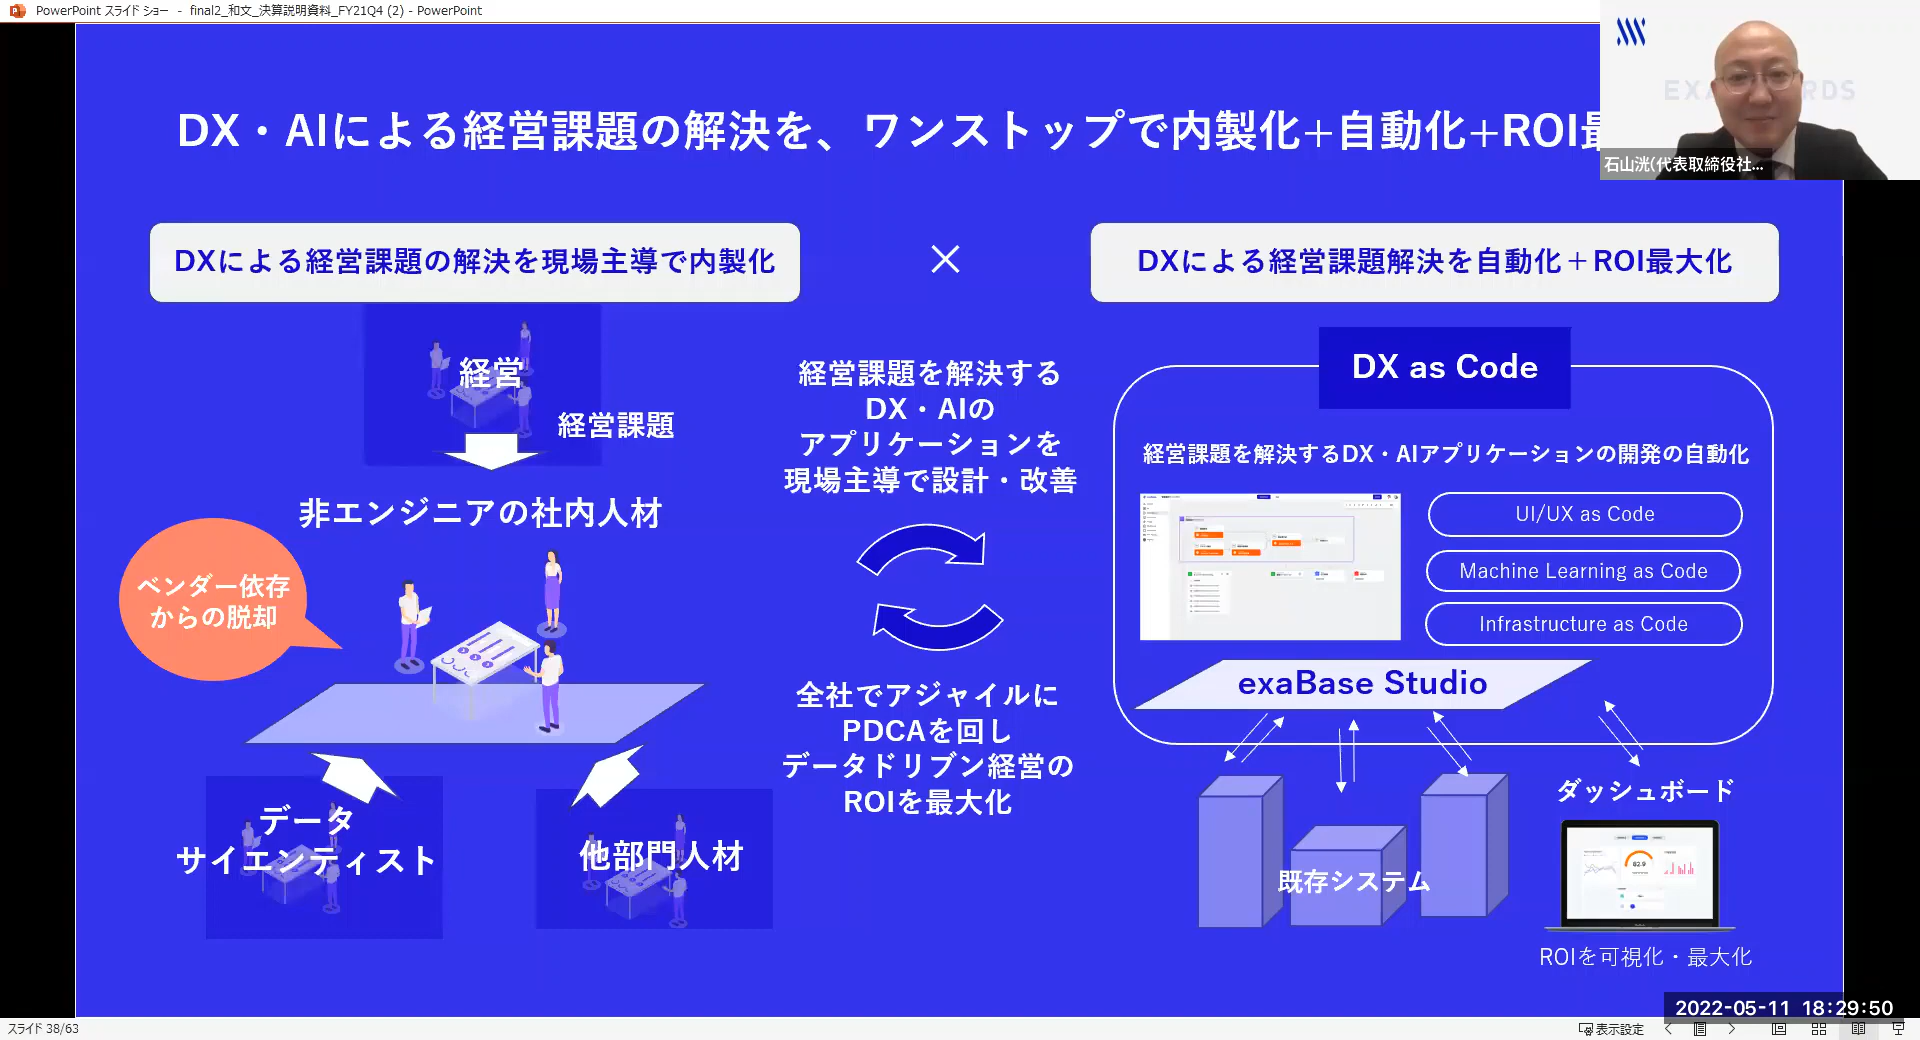 PowerPoint スライド ショー - final2_和文_決算説明資料_FY21Q4 (2) - PowerPoint
石山洸(代表取締役社...
DX・AIによる経営課題の解決を、ワンストップで内製化+自動化+ROI最
DXによる経営課題の解決を現場主導で内製化
×
DXによる経営課題解決を自動化＋ROI最大化
経営
経営課題
非エンジニアの社内人材
ベンダー依存
からの脱却
データ
サイエンティスト
他部門人材
経営課題を解決する
DX・AIの
アプリケーションを
現場主導で設計・改善
全社でアジャイルに
PDCAを回し
データドリブン経営の
ROIを最大化
DX as Code
経営課題を解決するDX・AIアプリケーションの開発の自動化
UI/UX as Code
Machine Learning as Code
Infrastructure as Code
exaBase Studio
既存システム
ダッシュボード
62.9
ROIを可視化・最大化
2022-05-11 18:29:50
スライド 38/63
表示設定